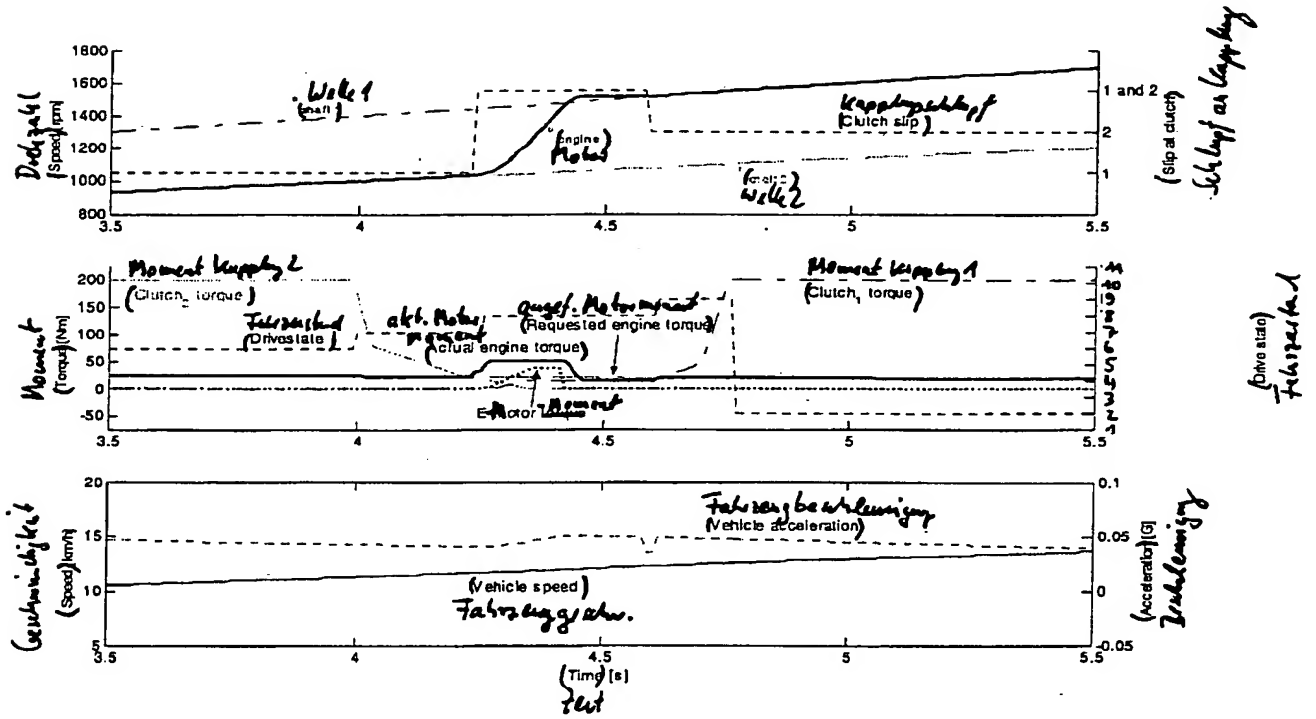 1800
1600
1400
1200
1000
800
Drehzahl
(Speed)[rpm]
Welle 1
(shaft)
(engine)
Motor
Kupplungsschlupf
(Clutch slip)
Welle 2
1 and 2
2
1
(Slip at clutch)
Schlupf an Kupplung
3.5
4
4.5
5
5.5
200
150
100
50
0
-50
Moment
(Torque)[Nm]
Moment Kupplung 2
(Clutch2 torque)
Fahrzustand
(Drivestate)
akt. Motor
moment
(Actual engine torque)
angef. Motormoment
(Requested engine torque)
E-Motor-Moment
Moment Kupplung 1
(Clutch1 torque)
(Drive state)
Fahrzustand
3.5
4
4.5
5
5.5
20
15
10
5
Geschwindigkeit
(Speed)[km/h]
Fahrzeugbeschleunigung
(Vehicle acceleration)
(Vehicle speed)
Fahrzeuggeschw.
0.1
0.05
0
-0.05
(Acceleration)[G]
Beschleunigung
3.5
4
4.5
5
5.5
(Time)[s]
Zeit